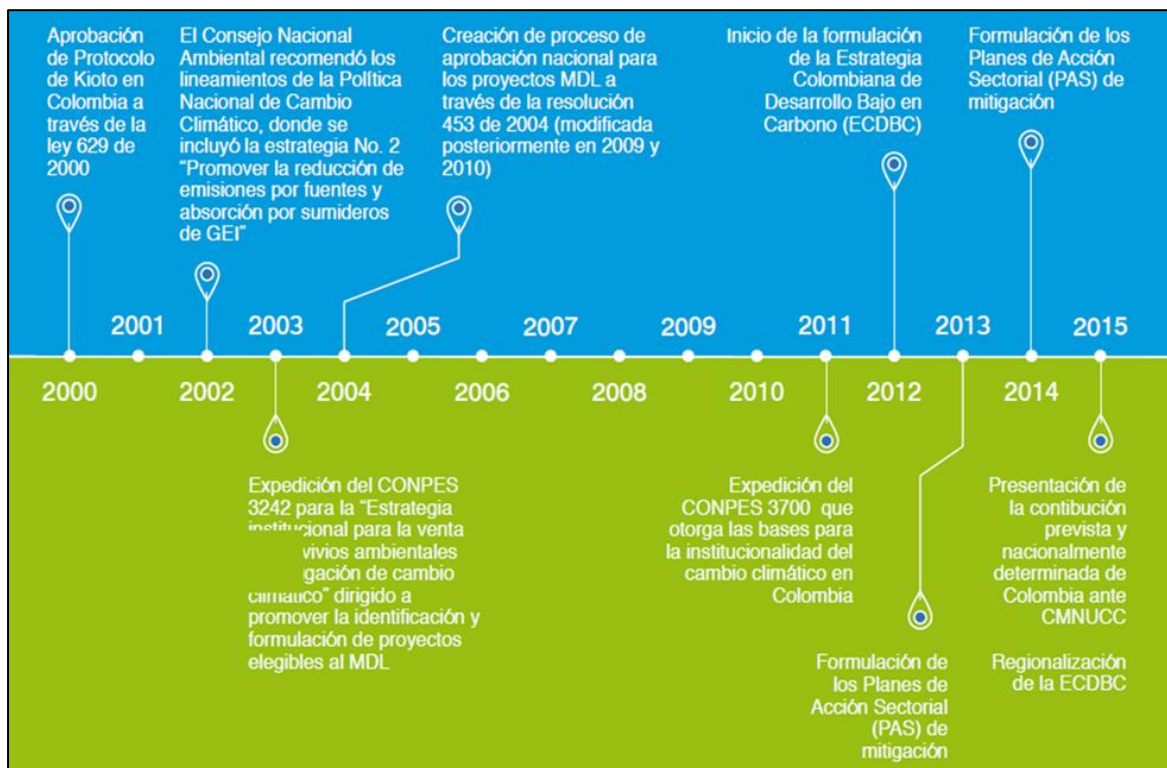 Aprobación
de Protocolo
de Kioto en
Colombia a
través de la
ley 629 de
2000
El Consejo Nacional
Ambiental recomendó los
lineamientos de la Política
Nacional de Cambio
Climático, donde se
incluyó la estrategia No. 2
“Promover la reducción de
emisiones por fuentes y
absorción por sumideros
de GEI”
Creación de proceso de
aprobación nacional para
los proyectos MDL a
través de la resolución
453 de 2004 (modificada
posteriormente en 2009 y
2010)
Inicio de la formulación
de la Estrategia
Colombiana de
Desarrollo Bajo en
Carbono (ECDBC)
Formulación de los
Planes de Acción
Sectorial (PAS) de
mitigación
2001 2003 2005 2007 2009 2011 2013 2015
2000 2002 2004 2006 2008 2010 2012 2014
Expedición del CONPES
3242 para la “Estrategia
institucional para la venta
ambientales
de cambio
climático” dirigido a
promover la identificación y
formulación de proyectos
elegibles al MDL
Expedición del
CONPES 3700 que
otorga las bases para
la institucionalidad del
cambio climático en
Colombia
Formulación de
los Planes de
Acción Sectorial
(PAS) de
mitigación
Presentación de
la contibución
prevista y
nacionalmente
determinada de
Colombia ante
CMNUCC
Regionalización
de la ECDBC